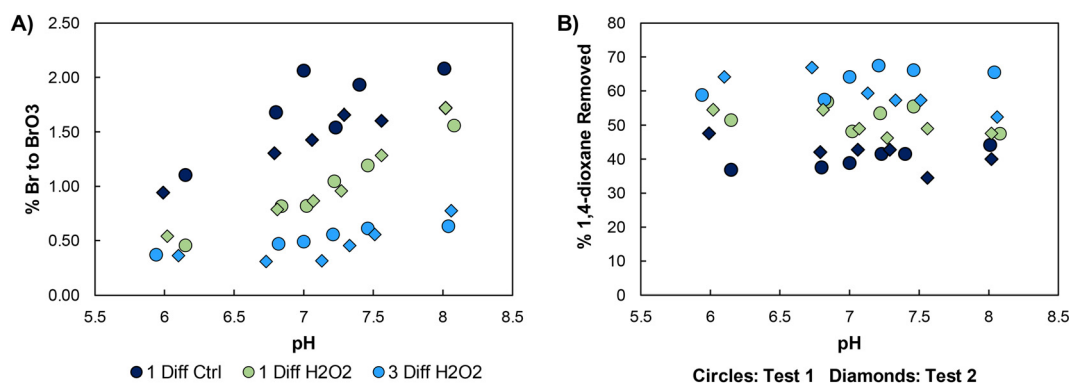 A)
% Br to BrO3
2.50
2.00
1.50
1.00
0.50
0.00
5.5 6 6.5 7 7.5 8 8.5
pH
1 Diff Ctrl 1 Diff H2O2 3 Diff H2O2
B)
% 1,4-dioxane Removed
80
70
60
50
40
30
20
10
0
5.5 6 6.5 7 7.5 8 8.5
pH
Circles: Test 1 Diamonds: Test 2